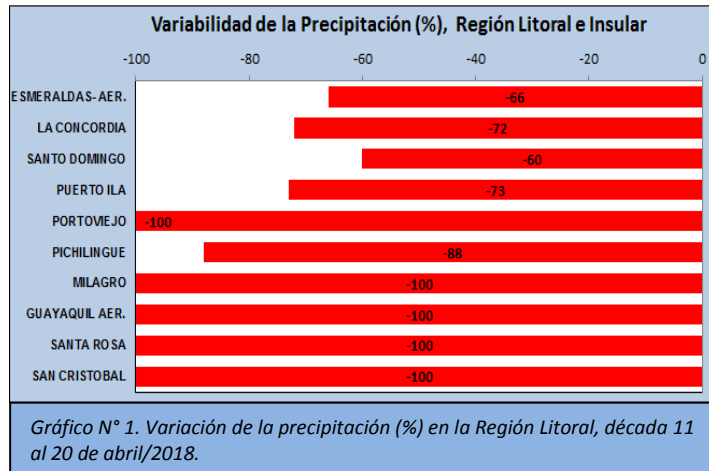 Variabilidad de la Precipitación (%), Región Litoral e Insular
-100 -80 -60 -40 -20 0
ESMERALDAS-AER. -66
LA CONCORDIA -72
SANTO DOMINGO -60
PUERTO ILA -73
PORTOVIEJO -100
PICHILINGUE -88
MILAGRO -100
GUAYAQUIL AER. -100
SANTA ROSA -100
SAN CRISTOBAL -100
Gráfico N° 1. Variación de la precipitación (%) en la Región Litoral, década 11
al 20 de abril/2018.